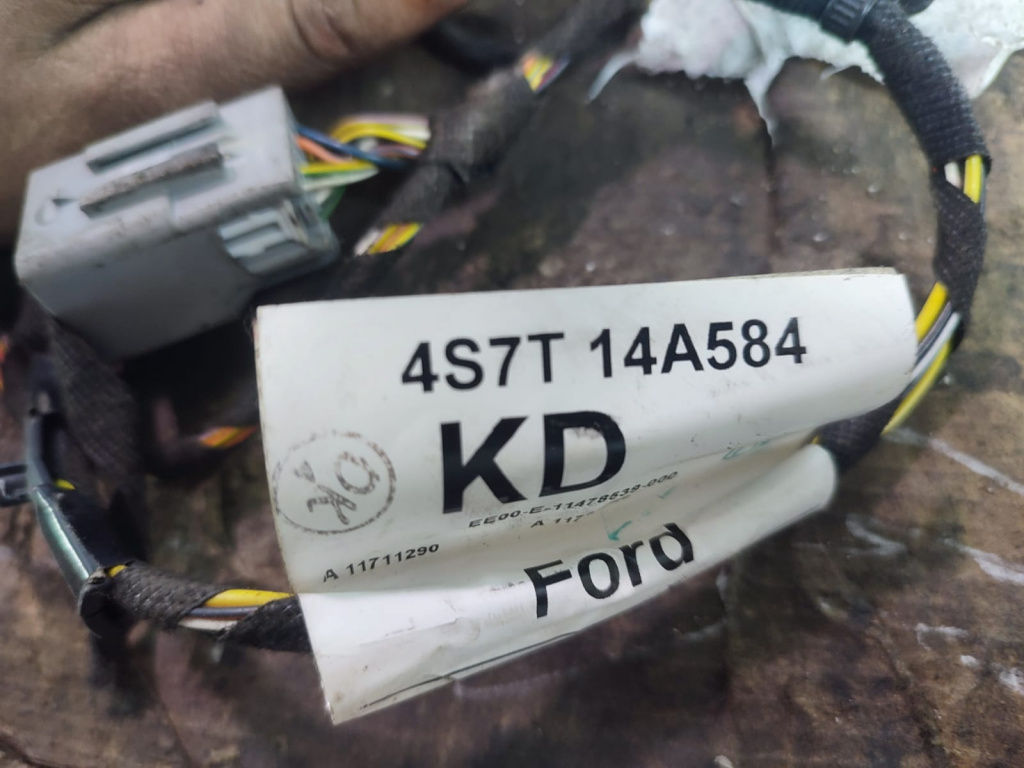 4S7T 14A584
KD
EE00-E-11478539-000
A 11711290
Ford